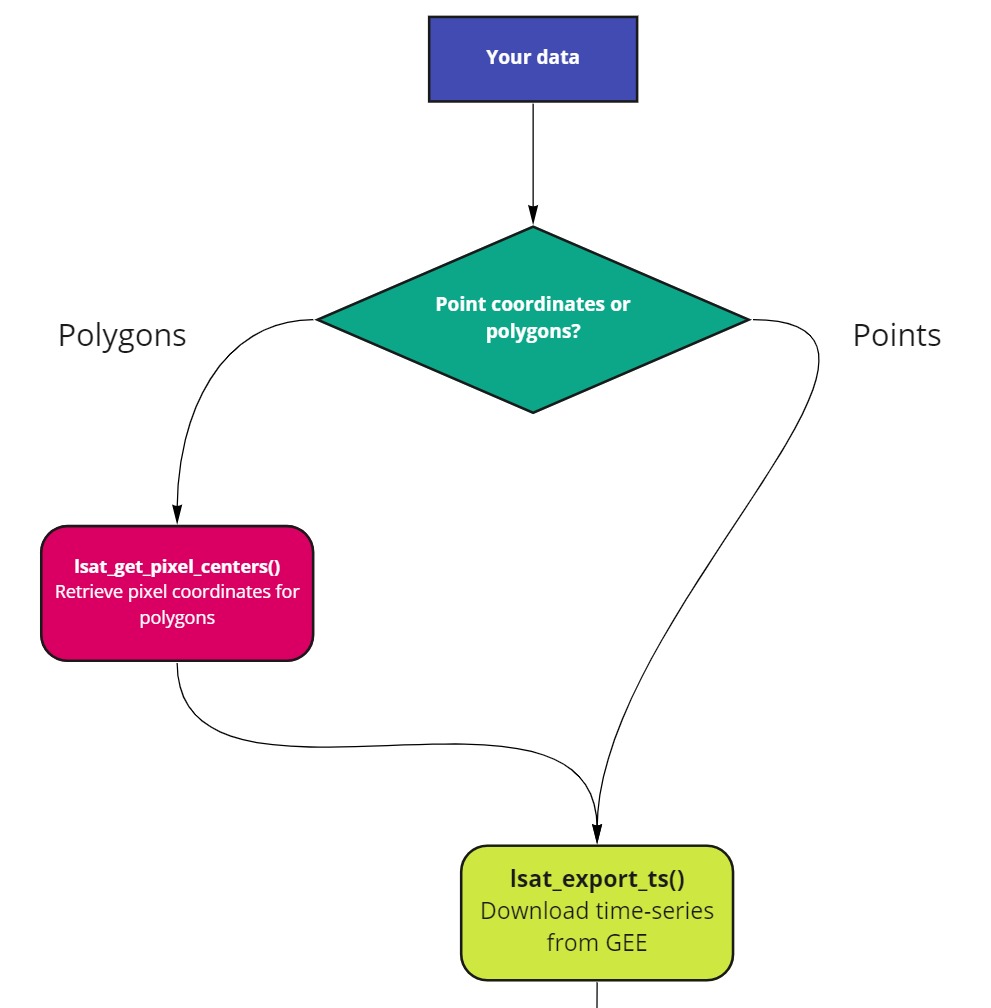 Your data
Point coordinates or
polygons?
Polygons
Points
lsat_get_pixel_centers()
Retrieve pixel coordinates for
polygons
lsat_export_ts()
Download time-series
from GEE